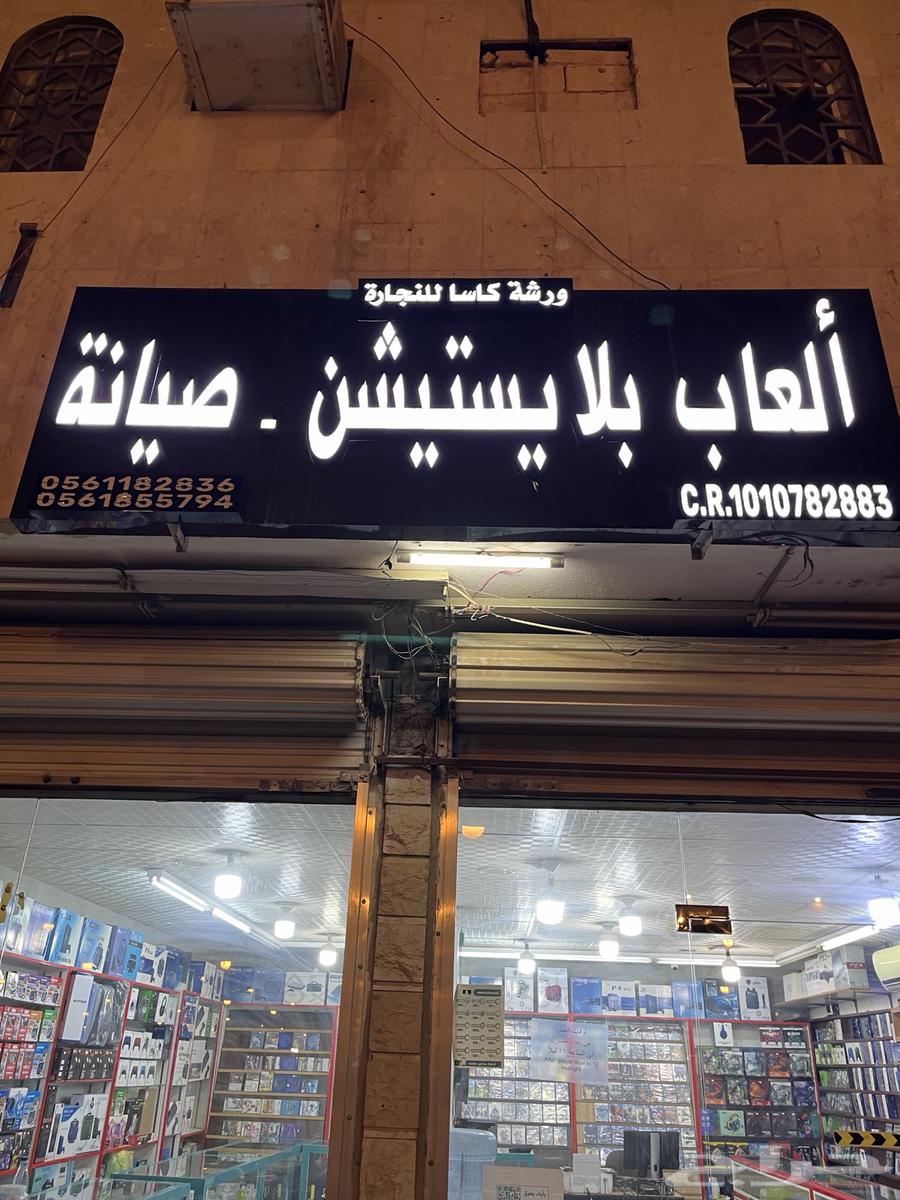 ورشة كاسا للنجارة
ألعاب بلايستيشن - صيانة
0561182836
0561855794
C.R.1010782883